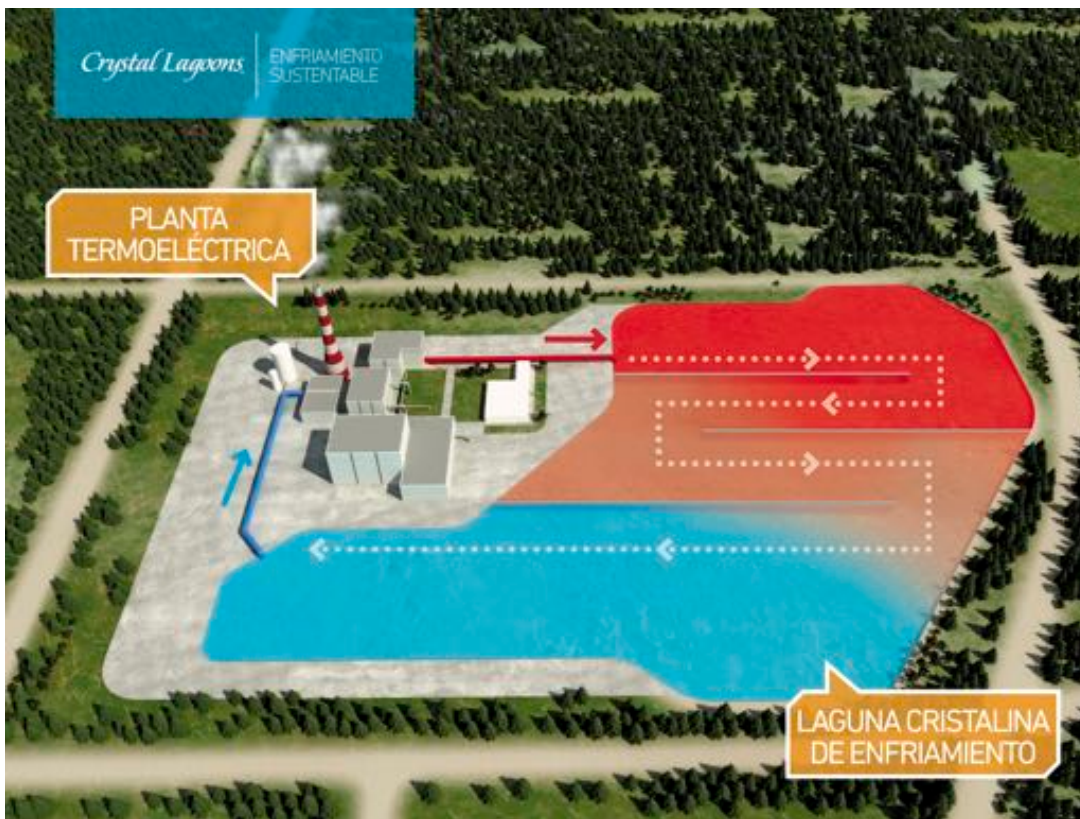 Crystal Lagoons
ENFRIAMIENTO
SUSTENTABLE
PLANTA
TERMOELÉCTRICA
LAGUNA CRISTALINA
DE ENFRIAMIENTO